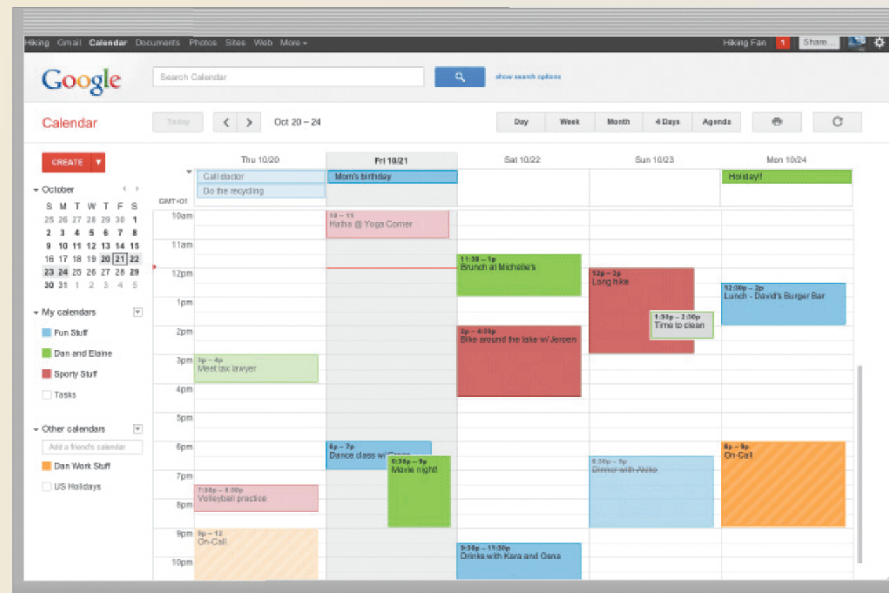 Hiking Gmail Calendar Documents Photos Sites Web More
Hiking Fan 1 Share...
Google
Search Calendar
show search options
Calendar
Today
Oct 20 – 24
Day Week Month 4 Days Agenda
CREATE
October
S M T W T F S
25 26 27 28 29 30 1
2 3 4 5 6 7 8
9 10 11 12 13 14 15
16 17 18 19 20 21 22
23 24 25 26 27 28 29
30 31 1 2 3 4 5
My calendars
Fun Stuff
Dan and Elaine
Sporty Stuff
Tasks
Other calendars
Add a friend's calendar
Dan Work Stuff
US Holidays
Thu 10/20 Fri 10/21 Sat 10/22 Sun 10/23 Mon 10/24
Call doctor
Do the recycling
Mom's birthday
Holiday!!
GMT+01
10am
11am
12pm
1pm
2pm
3pm
4pm
5pm
6pm
7pm
8pm
9pm
10pm
3p – 4p
Meet tax lawyer
7:30p – 8:30p
Volleyball practice
9p – 12
On-Call
10 – 11
Hatha @ Yoga Corner
6p – 7p
Dance class w/
8:30p – 9p
Movie night!
11:30 – 1p
Brunch at Michelle's
2p – 4:30p
Bike around the lake w/ Jeroen
9:30p – 11:30p
Drinks with Kara and Oana
12p – 3p
Long hike
1:30p – 2:30p
Time to clean
Dinner with Akiko
12:30p – 2p
Lunch - David's Burger Bar
6p – 9p
On-Call